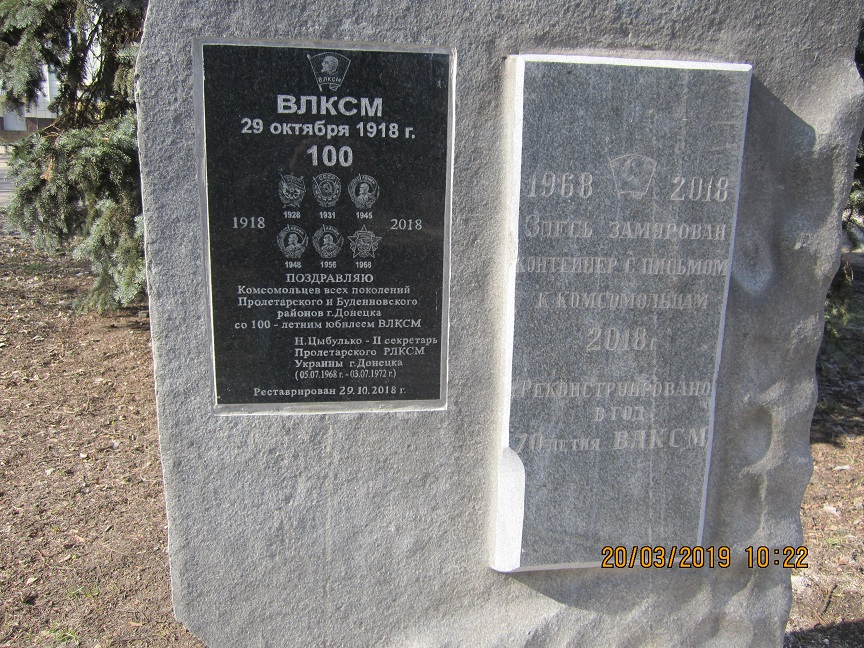 ВЛКСМ
ВЛКСМ
29 октября 1918 г.
100
1928 1931 1945
1918 2018
1948 1956 1968
ПОЗДРАВЛЯЮ
Комсомольцев всех поколений
Пролетарского и Буденновского
районов г.Донецка
со 100 - летним юбилеем ВЛКСМ
Н.Цыбулько - II секретарь
Пролетарского РЛКСМ
Украины г.Донецка
(05.07.1968 г. - 03.07.1972 г.)
Реставрирован 29.10.2018 г.
1968 2018
Здесь замурован
контейнер с письмом
к комсомольцам
2018г
Реконструировано
в год
70летия ВЛКСМ
20/03/2019 10:22